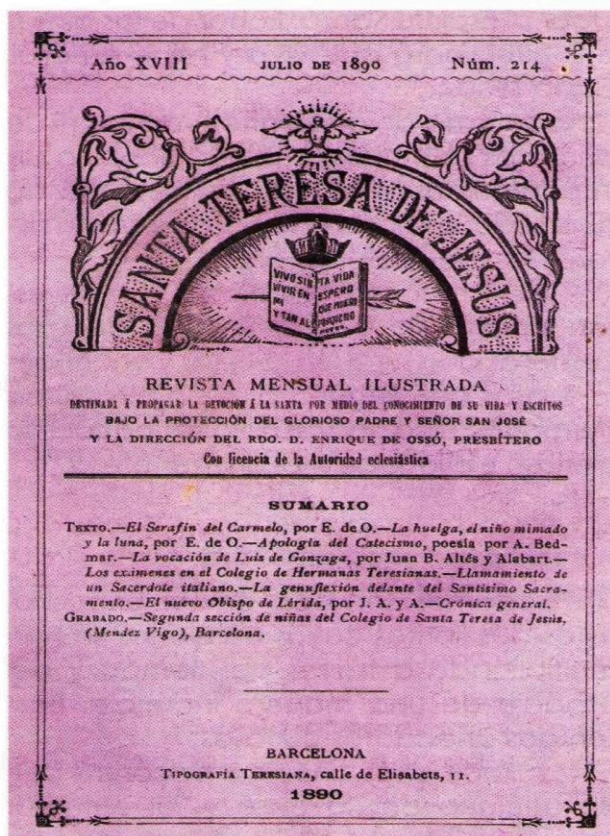 Año XVIII JULIO DE 1890 Núm. 214
SANTA TERESA DE JESUS
VIVO SIN
VIVIR EN
MI
Y TAN AL
TA VIDA
ESPERO
QUE MUERO
PORQUE NO
REVISTA MENSUAL ILUSTRADA
DESTINADA Á PROPAGAR LA DEVOCIÓN Á LA SANTA POR MEDIO DEL CONOCIMIENTO DE SU VIDA Y ESCRITOS
BAJO LA PROTECCIÓN DEL GLORIOSO PADRE Y SEÑOR SAN JOSÉ
Y LA DIRECCIÓN DEL RDO. D. ENRIQUE DE OSSÓ, PRESBÍTERO
Con licencia de la Autoridad eclesiástica
SUMARIO
TEXTO.—El Serafín del Carmelo, por E. de O.—La huelga, el niño mimado
y la luna, por E. de O.—Apología del Catecismo, poesía por A. Bed-
mar.—La vocación de Luis de Gonzaga, por Juan B. Altés y Alabart.—
Los exámenes en el Colegio de Hermanas Teresianas.—Llamamiento de
un Sacerdote italiano.—La genuflexión delante del Santísimo Sacra-
mento.—El nuevo Obispo de Lérida, por J. A. y A.—Crónica general.
GRABADO.—Segunda sección de niñas del Colegio de Santa Teresa de Jesús,
(Mendez Vigo), Barcelona.
BARCELONA
TIPOGRAFÍA TERESIANA, calle de Elisabets, 11.
1890